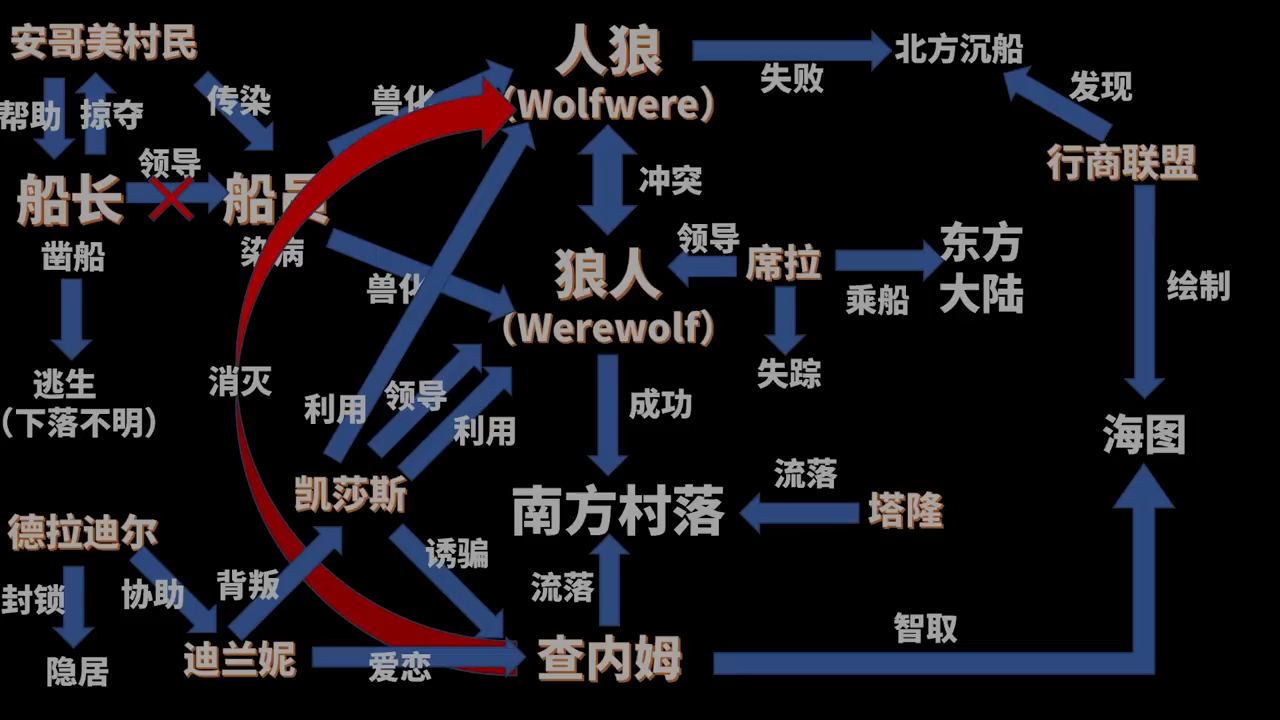 安哥美村民
人狼
(Wolfwere)
失败
北方沉船
发现
行商联盟
帮助
掠夺
传染
兽化
领导
船长
船员
冲突
凿船
染病
兽化
狼人
(Werewolf)
领导
席拉
东方
大陆
乘船
失踪
绘制
逃生
(下落不明)
消灭
利用
领导
利用
成功
海图
凯莎斯
南方村落
流落
塔隆
德拉迪尔
封锁
协助
背叛
诱骗
流落
隐居
迪兰妮
爱恋
查内姆
智取